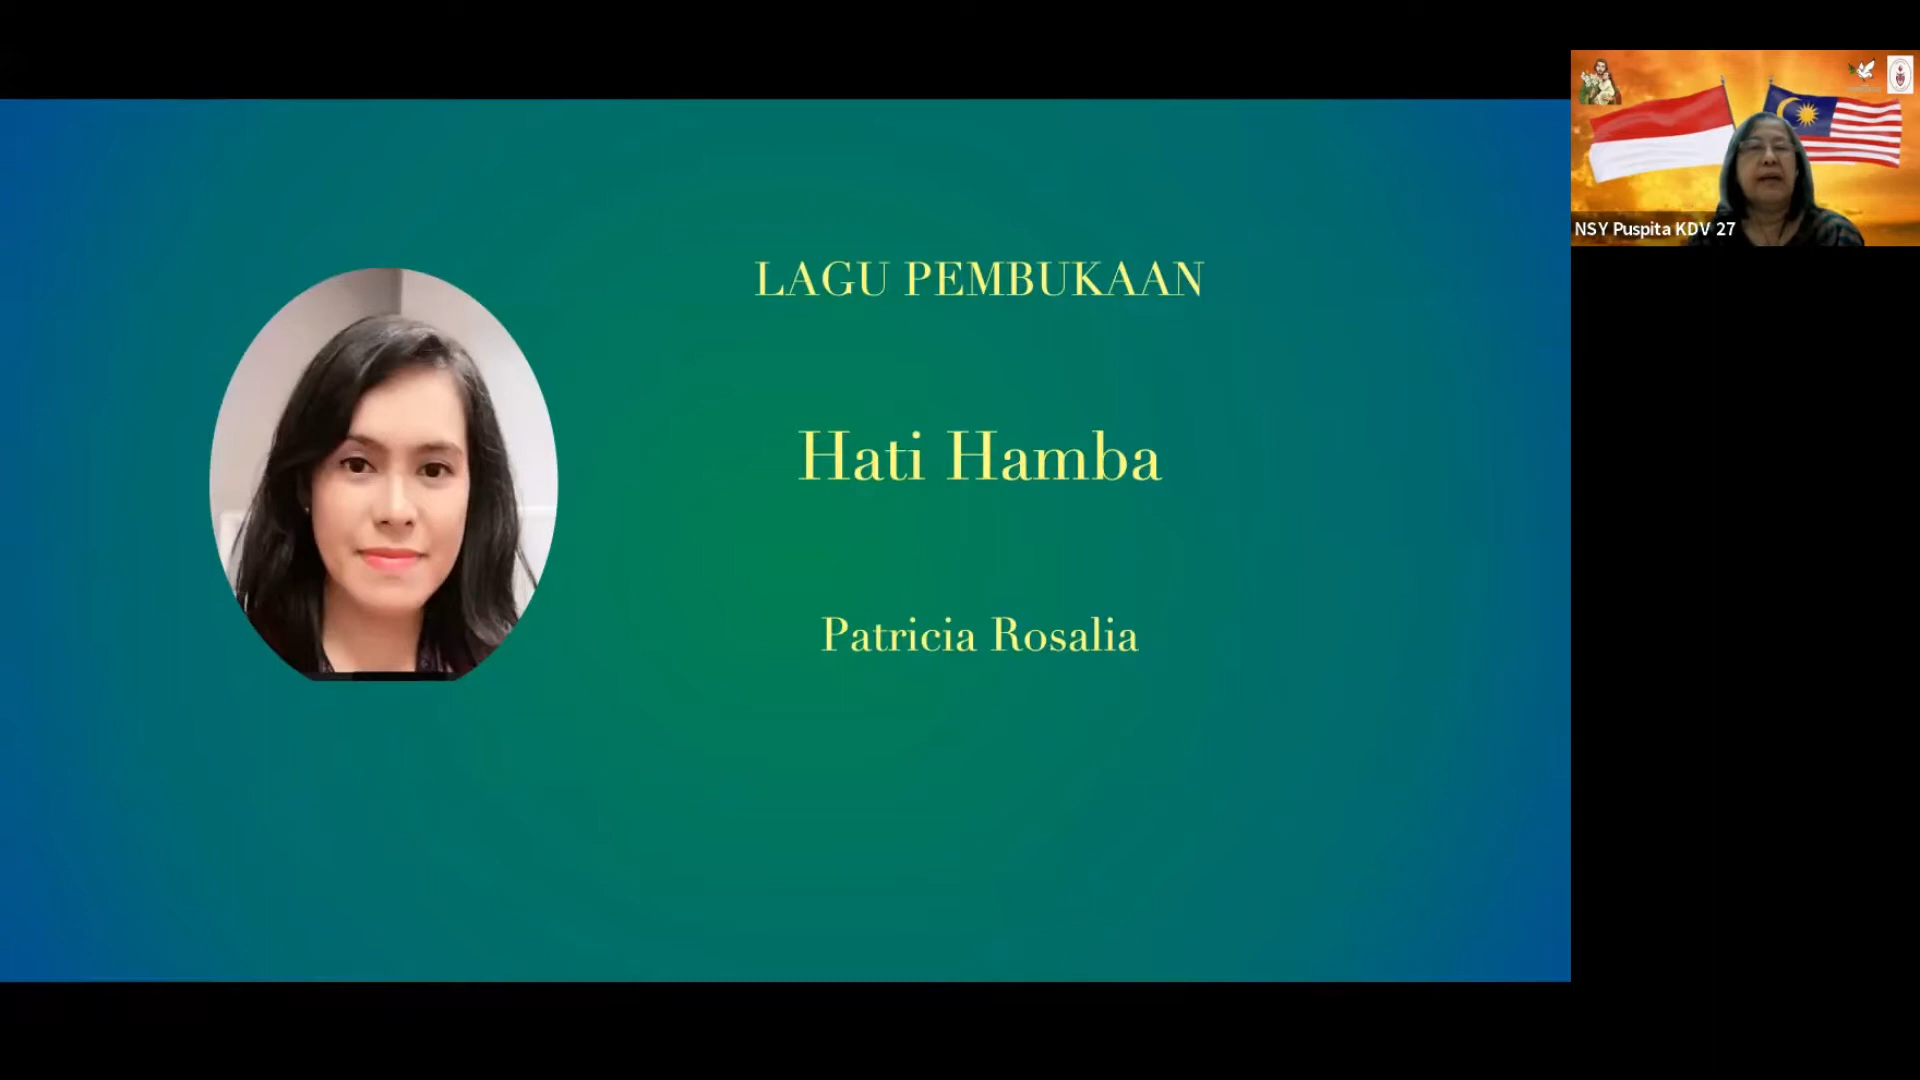 LAGU PEMBUKAAN
Hati Hamba
Patricia Rosalia
NSY Puspita KDV 27